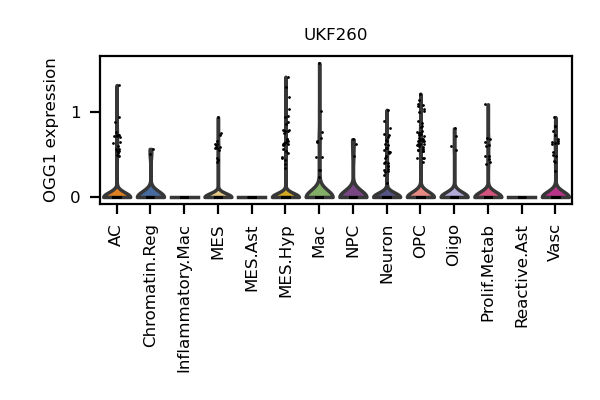 UKF260
OGG1 expression
1
0
AC
Chromatin.Reg
Inflammatory.Mac
MES
MES.Ast
MES.Hyp
Mac
NPC
Neuron
OPC
Oligo
Prolif.Metab
Reactive.Ast
Vasc